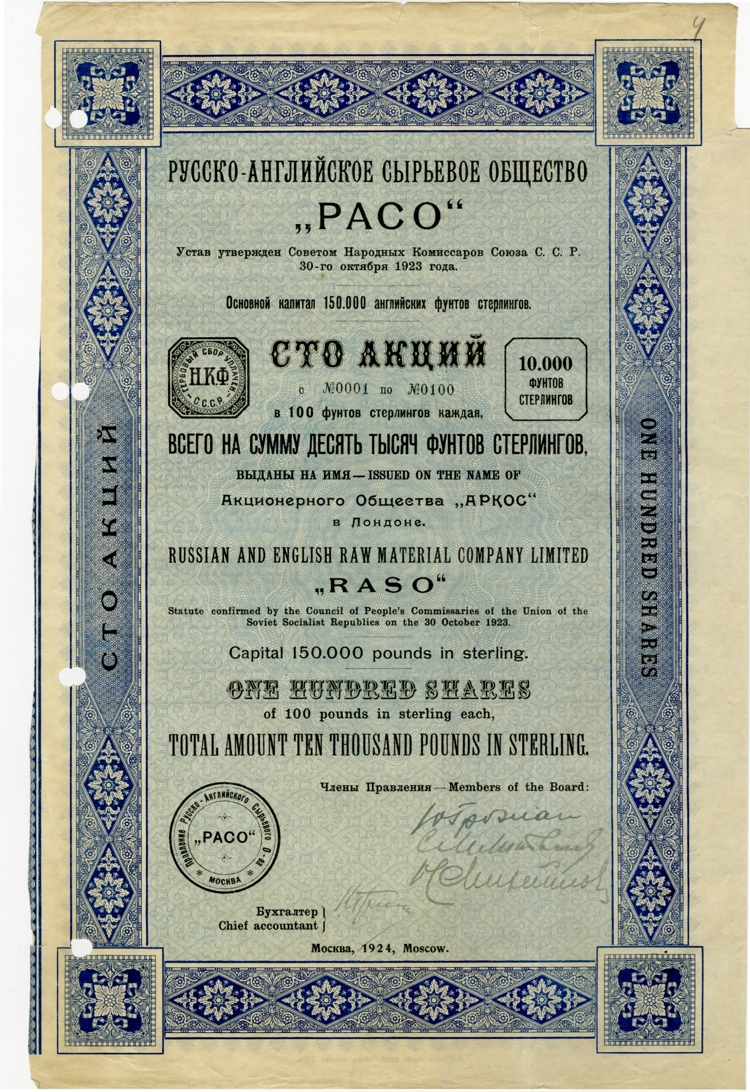 4
РУССКО-АНГЛИЙСКОЕ СЫРЬЕВОЕ ОБЩЕСТВО
„РАСО“
Устав утвержден Советом Народных Комиссаров Союза С. С. Р.
30-го октября 1923 года.
Основной капитал 150.000 английских фунтов стерлингов.
ГЕРБОВЫЙ СБОР УПЛАЧЕН
НКФ
С.С.С.Р.
СТО АКЦИЙ
с №0001 по №0100
в 100 фунтов стерлингов каждая,
10.000
ФУНТОВ
СТЕРЛИНГОВ
ВСЕГО НА СУММУ ДЕСЯТЬ ТЫСЯЧ ФУНТОВ СТЕРЛИНГОВ,
ВЫДАНЫ НА ИМЯ—ISSUED ON THE NAME OF
Акционерного Общества „АРКОС“
в Лондоне.
СТО АКЦИЙ
ONE HUNDRED SHARES
RUSSIAN AND ENGLISH RAW MATERIAL COMPANY LIMITED
„RASO“
Statute confirmed by the Council of People's Commissaries of the Union of the
Soviet Socialist Republics on the 30 October 1923.
Capital 150.000 pounds in sterling.
ONE HUNDRED SHARES
of 100 pounds in sterling each,
TOTAL AMOUNT TEN THOUSAND POUNDS IN STERLING.
Члены Правления—Members of the Board:
Правление Русско-Английского Сырьевого О-ва
„РАСО“
МОСКВА
Бухгалтер
Chief accountant
Москва, 1924, Moscow.